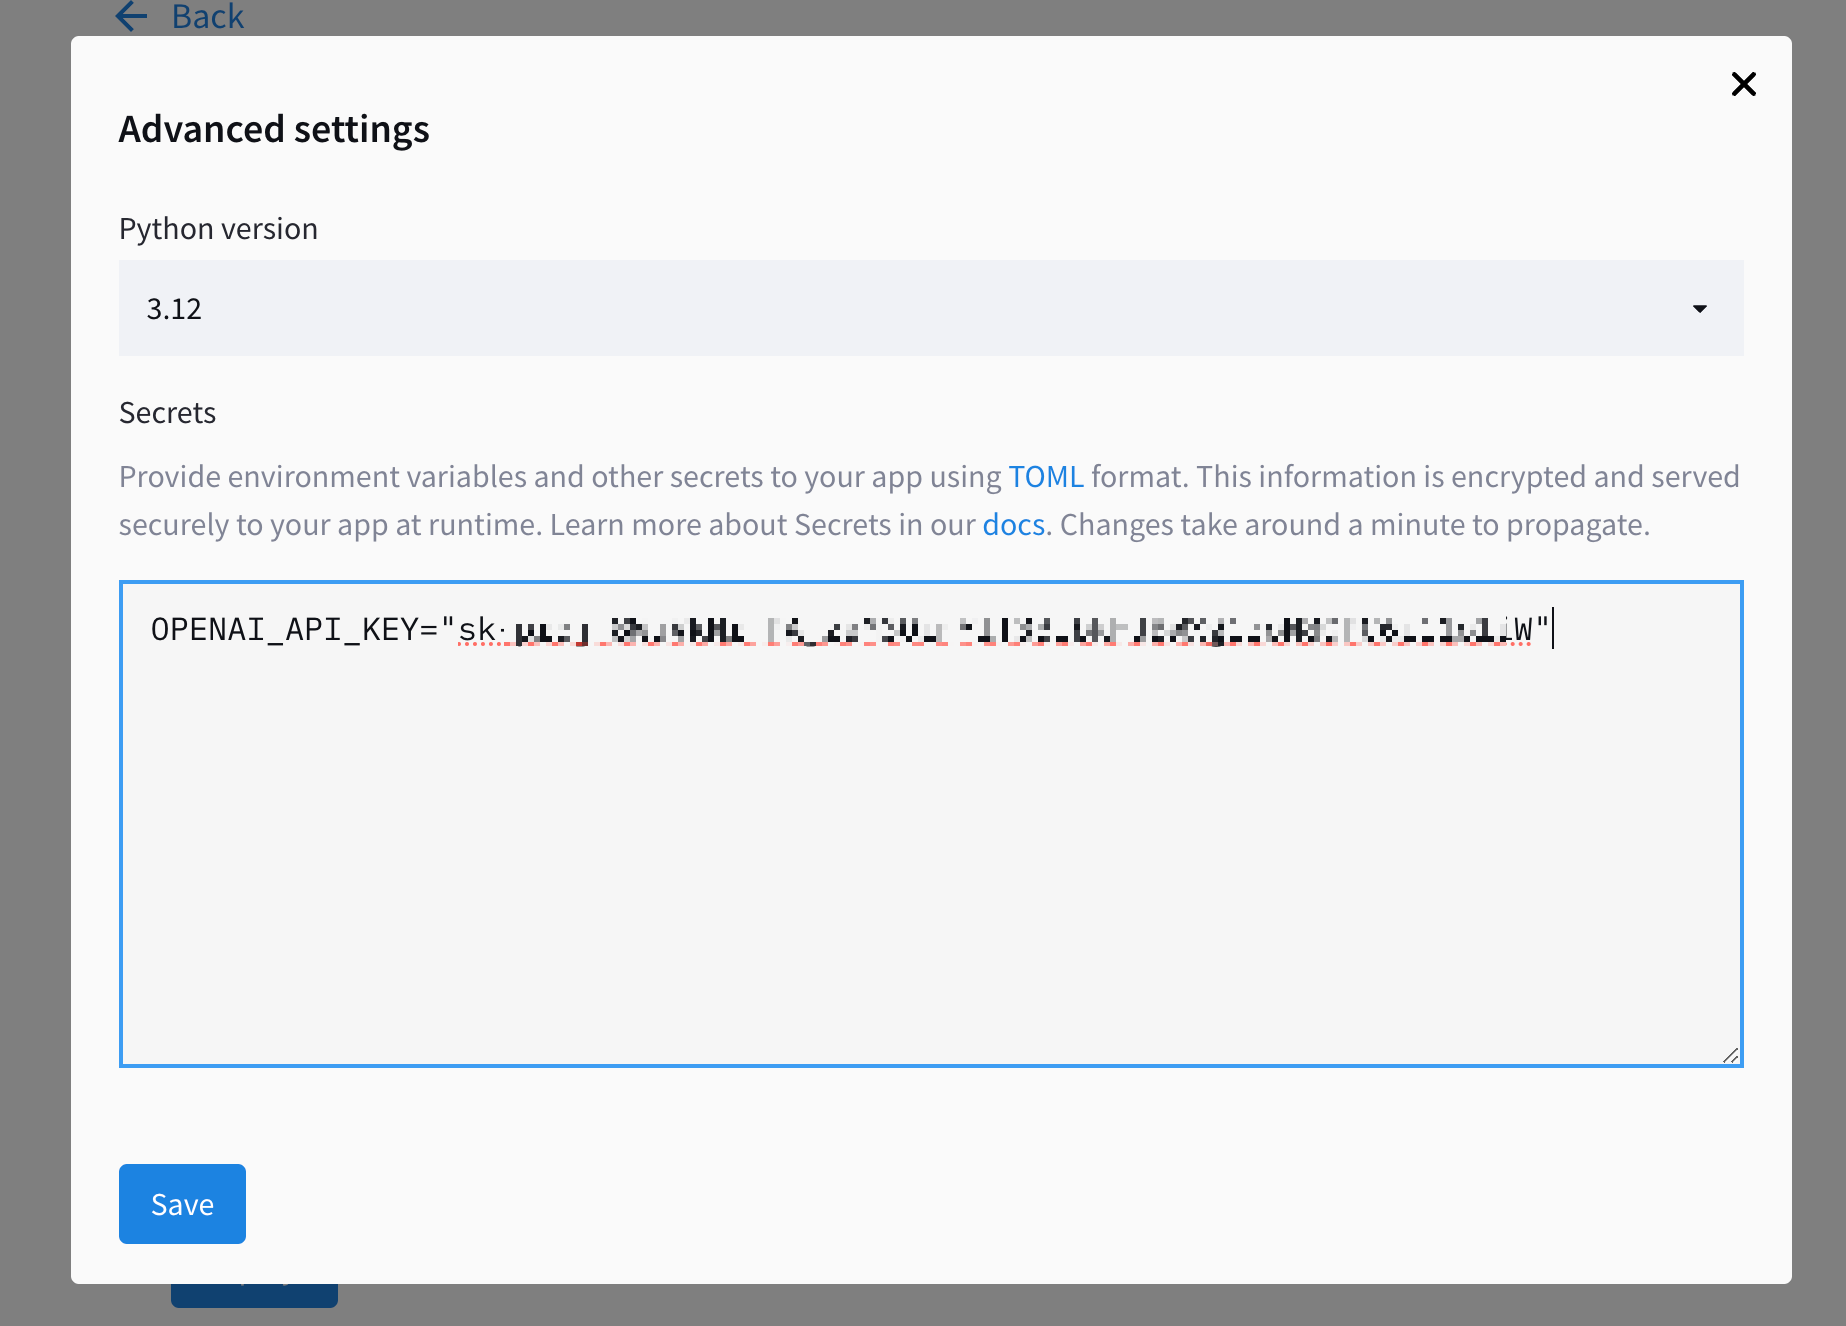 Back
Advanced settings
Python version
3.12
Secrets
Provide environment variables and other secrets to your app using TOML format. This information is encrypted and served
securely to your app at runtime. Learn more about Secrets in our docs. Changes take around a minute to propagate.
OPENAI_API_KEY="sk-
Save